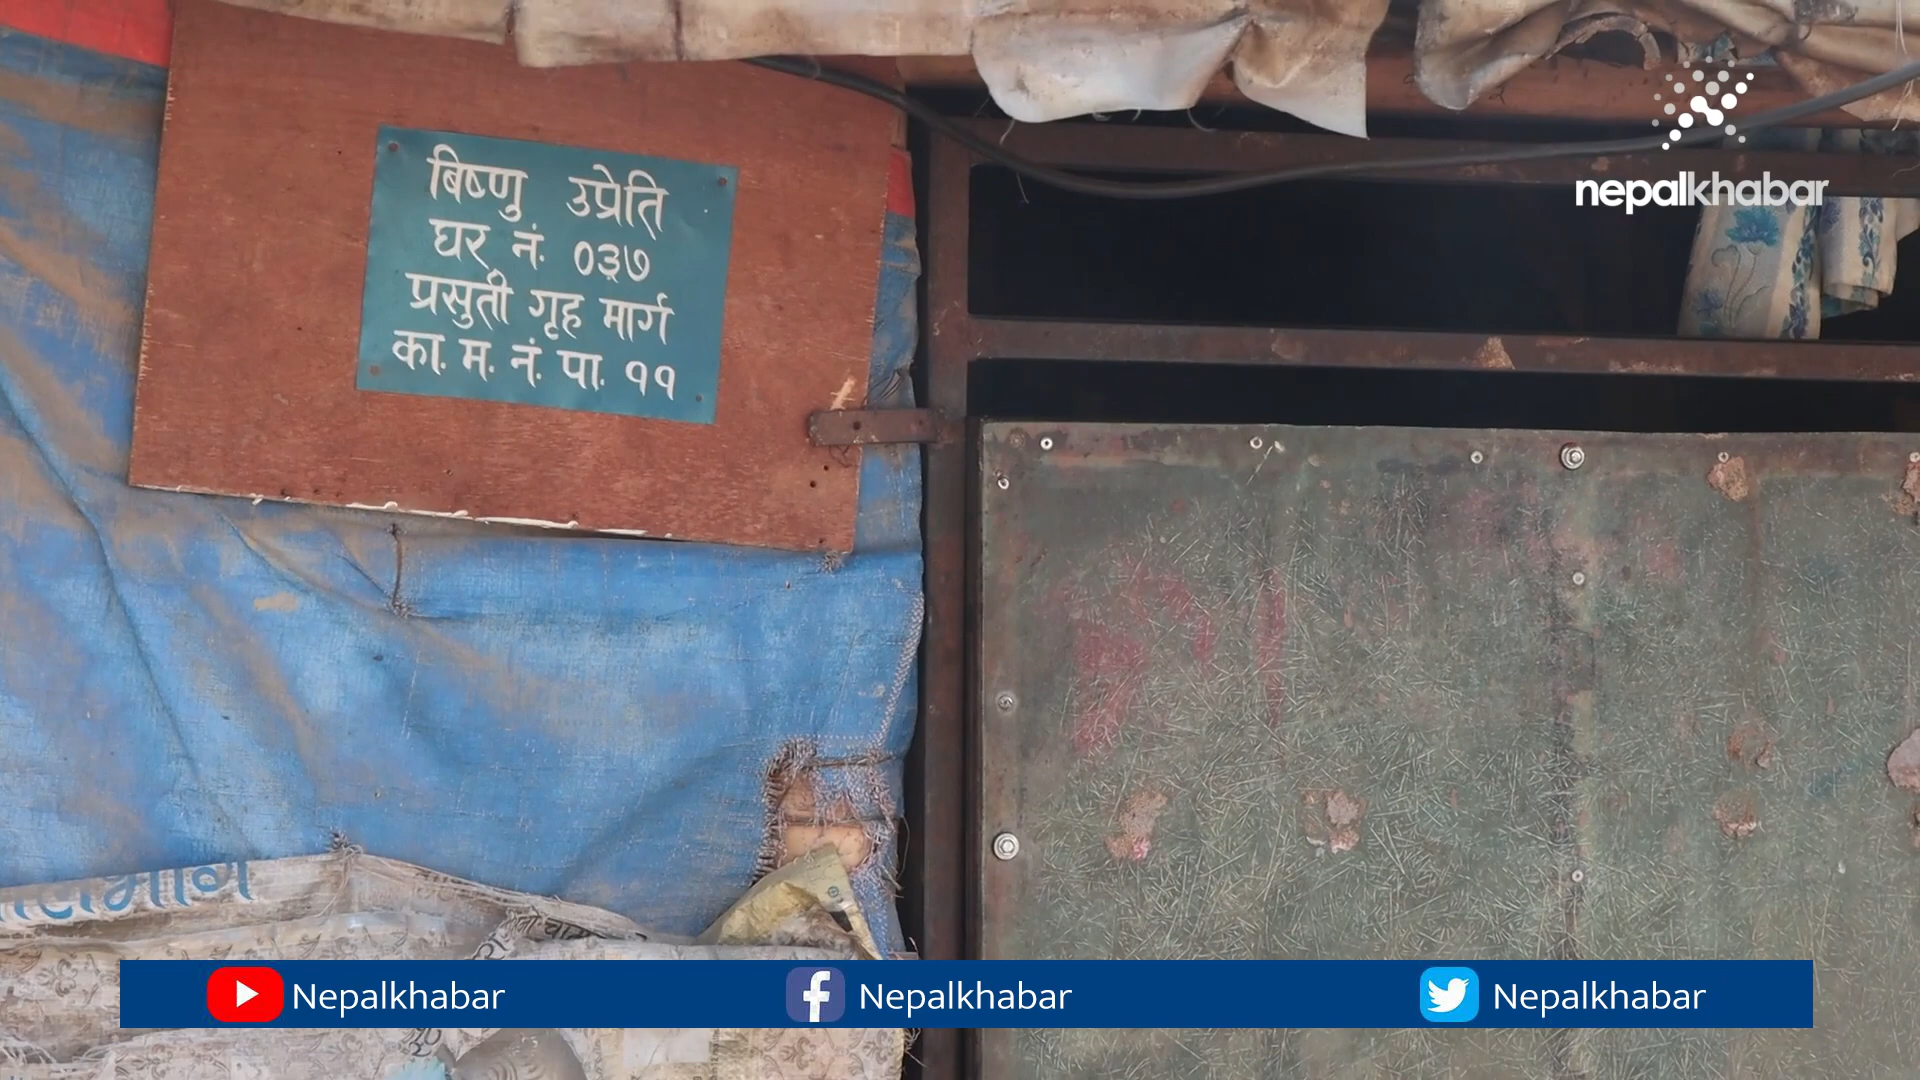 बिष्णु उप्रेति
घर नं. ०३७
प्रसुती गृह मार्ग
का. म. नं. पा. ११
nepalkhabar
Nepalkhabar
Nepalkhabar
Nepalkhabar